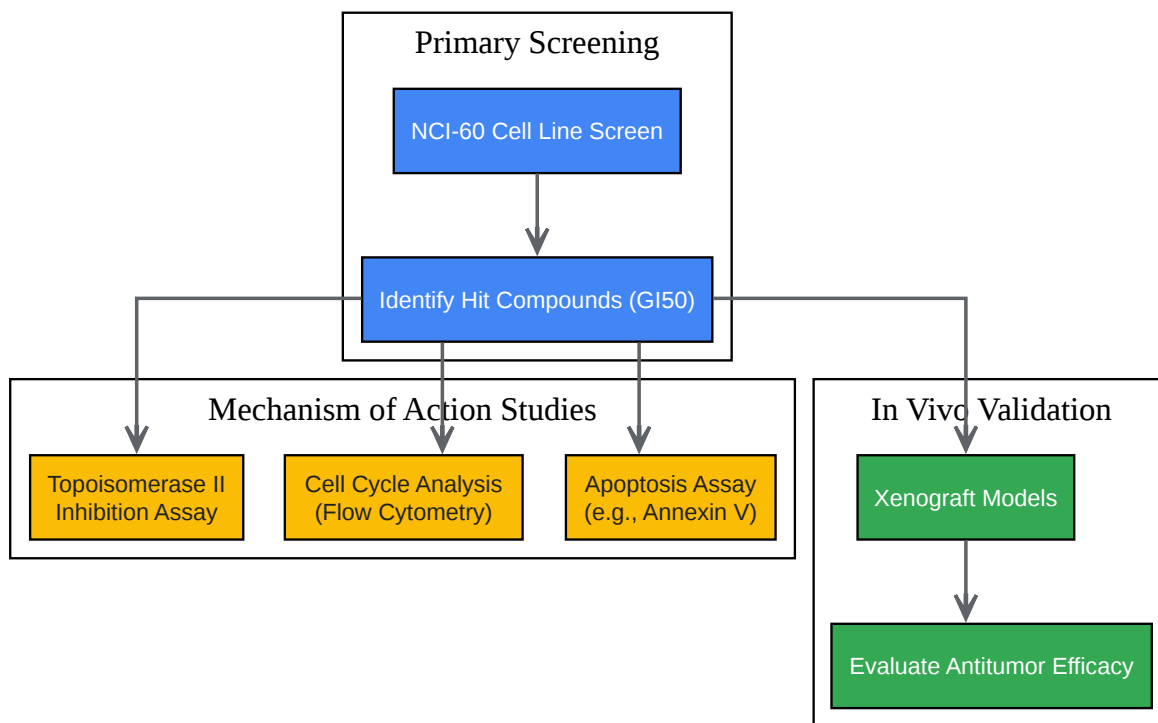 Primary Screening
NCI-60 Cell Line Screen
Identify Hit Compounds (GI50)
Mechanism of Action Studies
Topoisomerase II
Inhibition Assay
Cell Cycle Analysis
(Flow Cytometry)
Apoptosis Assay
(e.g., Annexin V)
In Vivo Validation
Xenograft Models
Evaluate Antitumor Efficacy